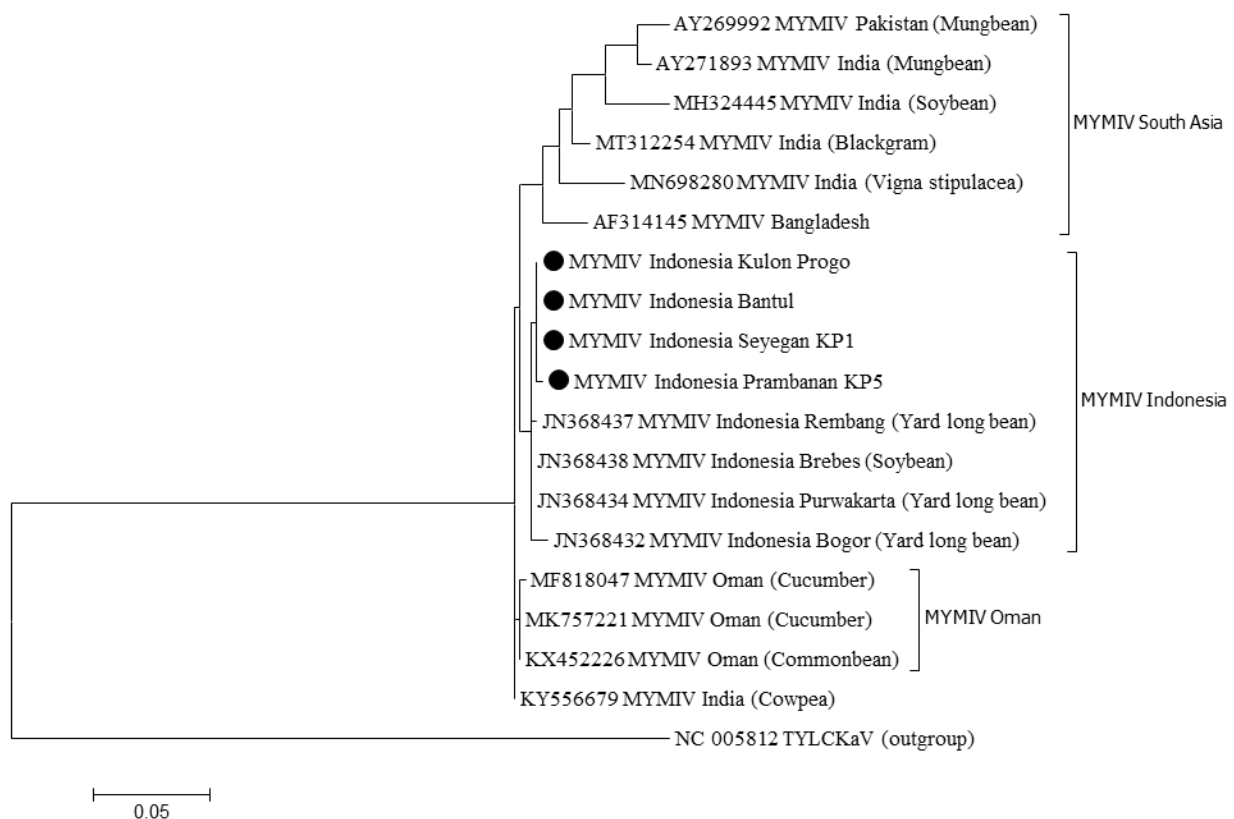 AY269992 MYMIV Pakistan (Mungbean)
AY271893 MYMIV India (Mungbean)
MH324445 MYMIV India (Soybean)
MYMIV South Asia
MT312254 MYMIV India (Blackgram)
MN698280 MYMIV India (Vigna stipulacea)
AF314145 MYMIV Bangladesh
MYMIV Indonesia Kulon Progo
MYMIV Indonesia Bantul
MYMIV Indonesia Seyegan KP1
MYMIV Indonesia Prambanan KP5
MYMIV Indonesia
JN368437 MYMIV Indonesia Rembang (Yard long bean)
JN368438 MYMIV Indonesia Brebes (Soybean)
JN368434 MYMIV Indonesia Purwakarta (Yard long bean)
JN368432 MYMIV Indonesia Bogor (Yard long bean)
MF818047 MYMIV Oman (Cucumber)
MK757221 MYMIV Oman (Cucumber)
MYMIV Oman
KX452226 MYMIV Oman (Commonbean)
KY556679 MYMIV India (Cowpea)
NC 005812 TYLCKaV (outgroup)
0.05